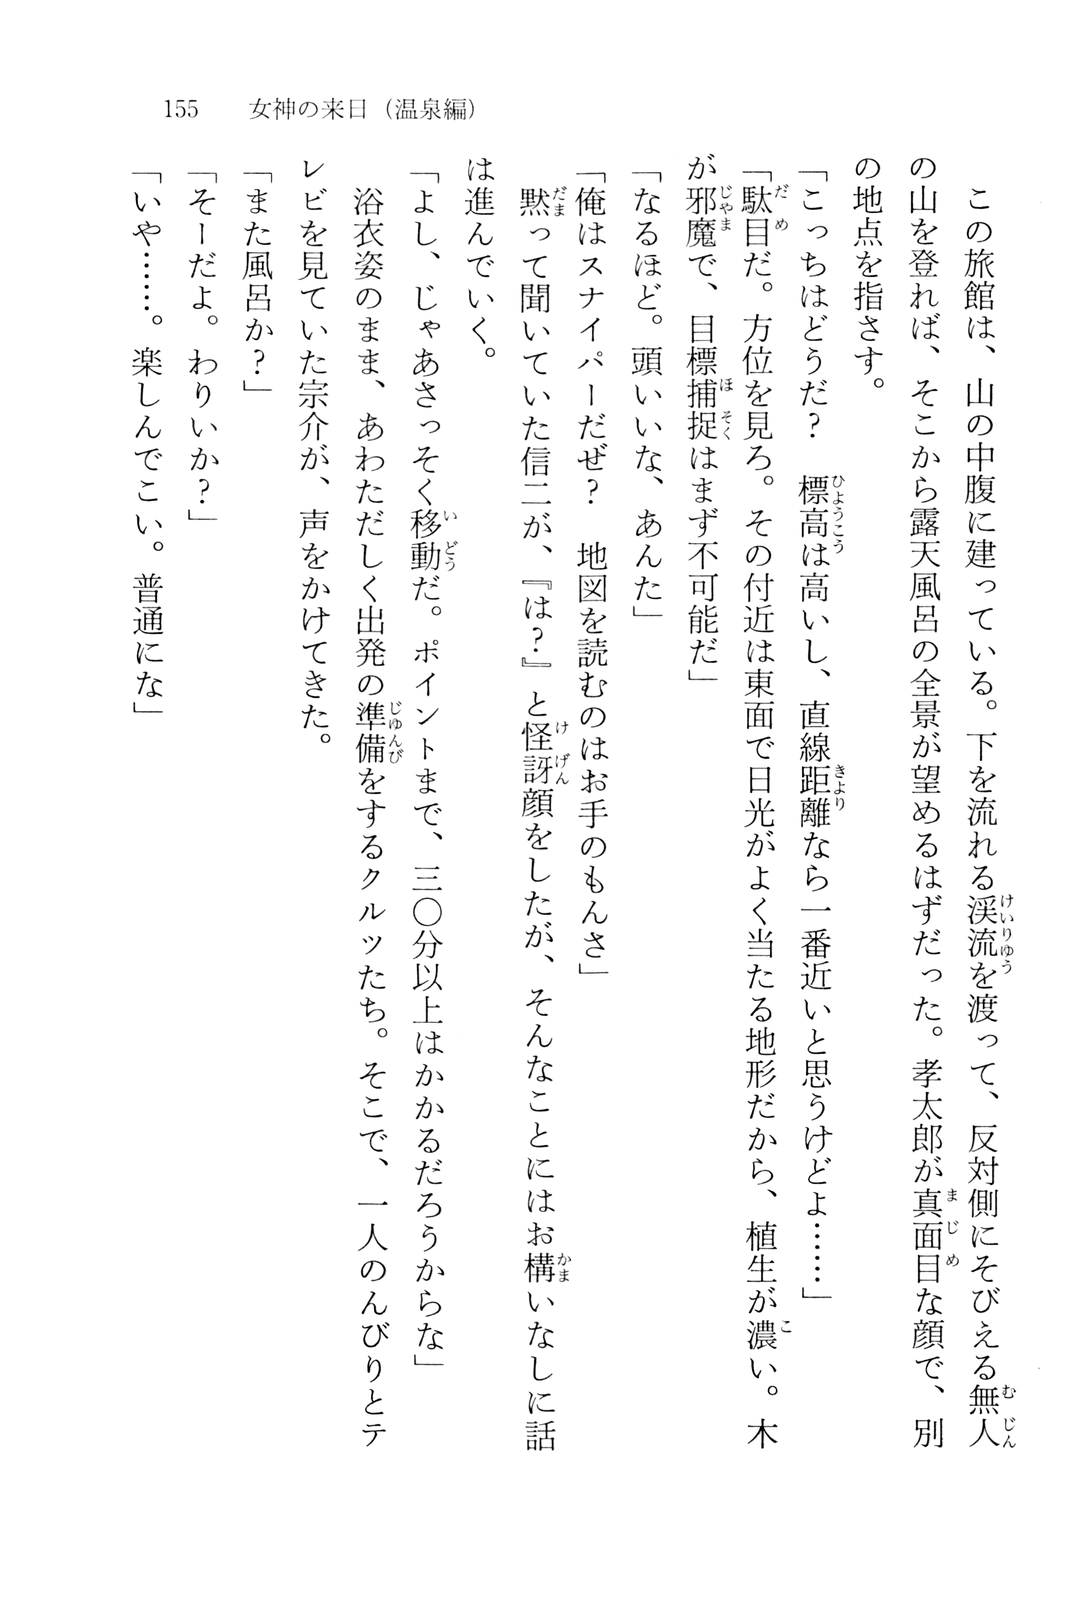 155　女神の来日（温泉編）
　この旅館は、山の中腹に建っている。下を流れる渓流を渡って、反対側にそびえる無人
の山を登れば、そこから露天風呂の全景が望めるはずだった。孝太郎が真面目な顔で、別
の地点を指さす。
「こっちはどうだ？　標高は高いし、直線距離なら一番近いと思うけどよ……」
「駄目だ。方位を見ろ。その付近は東面で日光がよく当たる地形だから、植生が濃い。木
が邪魔で、目標捕捉はまず不可能だ」
「なるほど。頭いいな、あんた」
「俺はスナイパーだぜ？　地図を読むのはお手のもんさ」
　黙って聞いていた信二が、『は？』と怪訝顔をしたが、そんなことにはお構いなしに話
は進んでいく。
「よし、じゃあさっそく移動だ。ポイントまで、三〇分以上はかかるだろうからな」
　浴衣姿のまま、あわただしく出発の準備をするクルツたち。そこで、一人のんびりとテ
レビを見ていた宗介が、声をかけてきた。
「また風呂か？」
「そーだよ。わりいか？」
「いや……。楽しんでこい。普通にな」